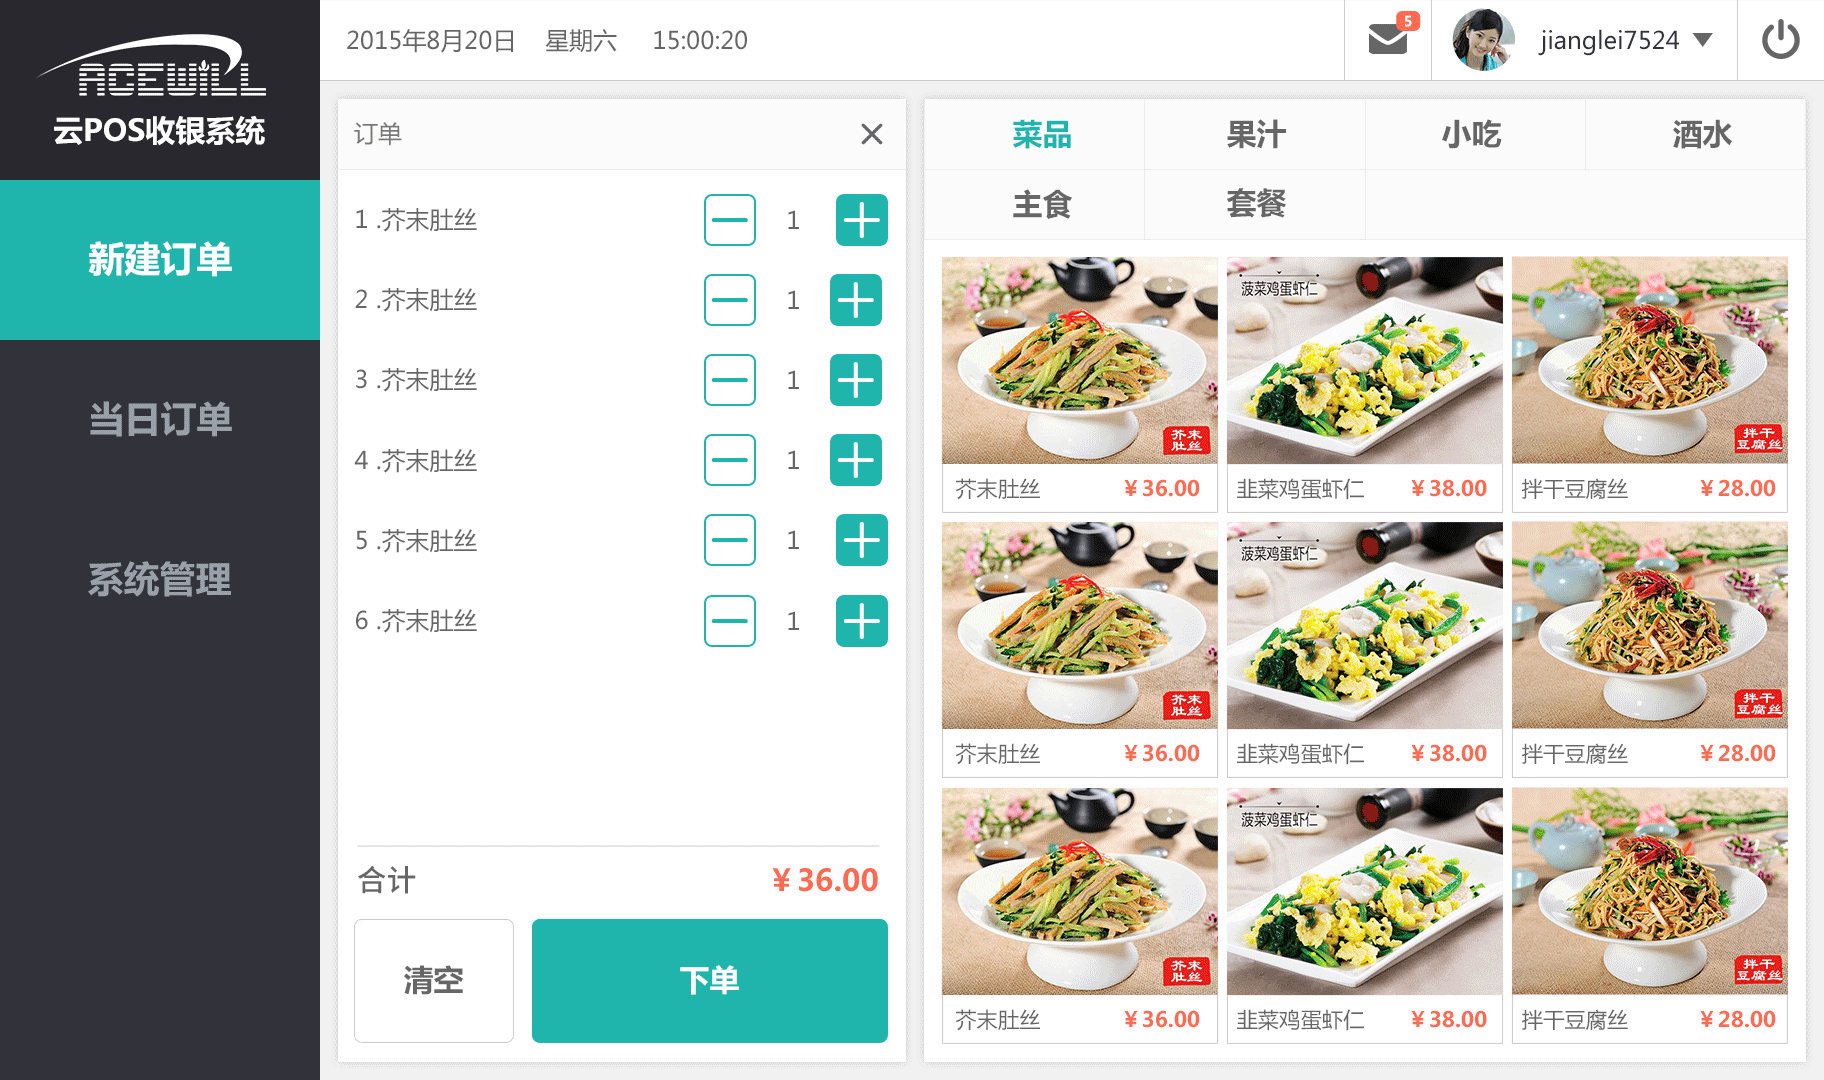 ACEWILL
云POS收银系统
新建订单
当日订单
系统管理
2015年8月20日 星期六 15:00:20
5
jianglei7524
订单
1 .芥末肚丝 1
2 .芥末肚丝 1
3 .芥末肚丝 1
4 .芥末肚丝 1
5 .芥末肚丝 1
6 .芥末肚丝 1
合计 ¥ 36.00
清空 下单
菜品 果汁 小吃 酒水
主食 套餐
芥末
肚丝
菠菜鸡蛋虾仁
拌干
豆腐丝
芥末肚丝 ¥ 36.00
韭菜鸡蛋虾仁 ¥ 38.00
拌干豆腐丝 ¥ 28.00
芥末
肚丝
菠菜鸡蛋虾仁
拌干
豆腐丝
芥末肚丝 ¥ 36.00
韭菜鸡蛋虾仁 ¥ 38.00
拌干豆腐丝 ¥ 28.00
芥末
肚丝
菠菜鸡蛋虾仁
拌干
豆腐丝
芥末肚丝 ¥ 36.00
韭菜鸡蛋虾仁 ¥ 38.00
拌干豆腐丝 ¥ 28.00